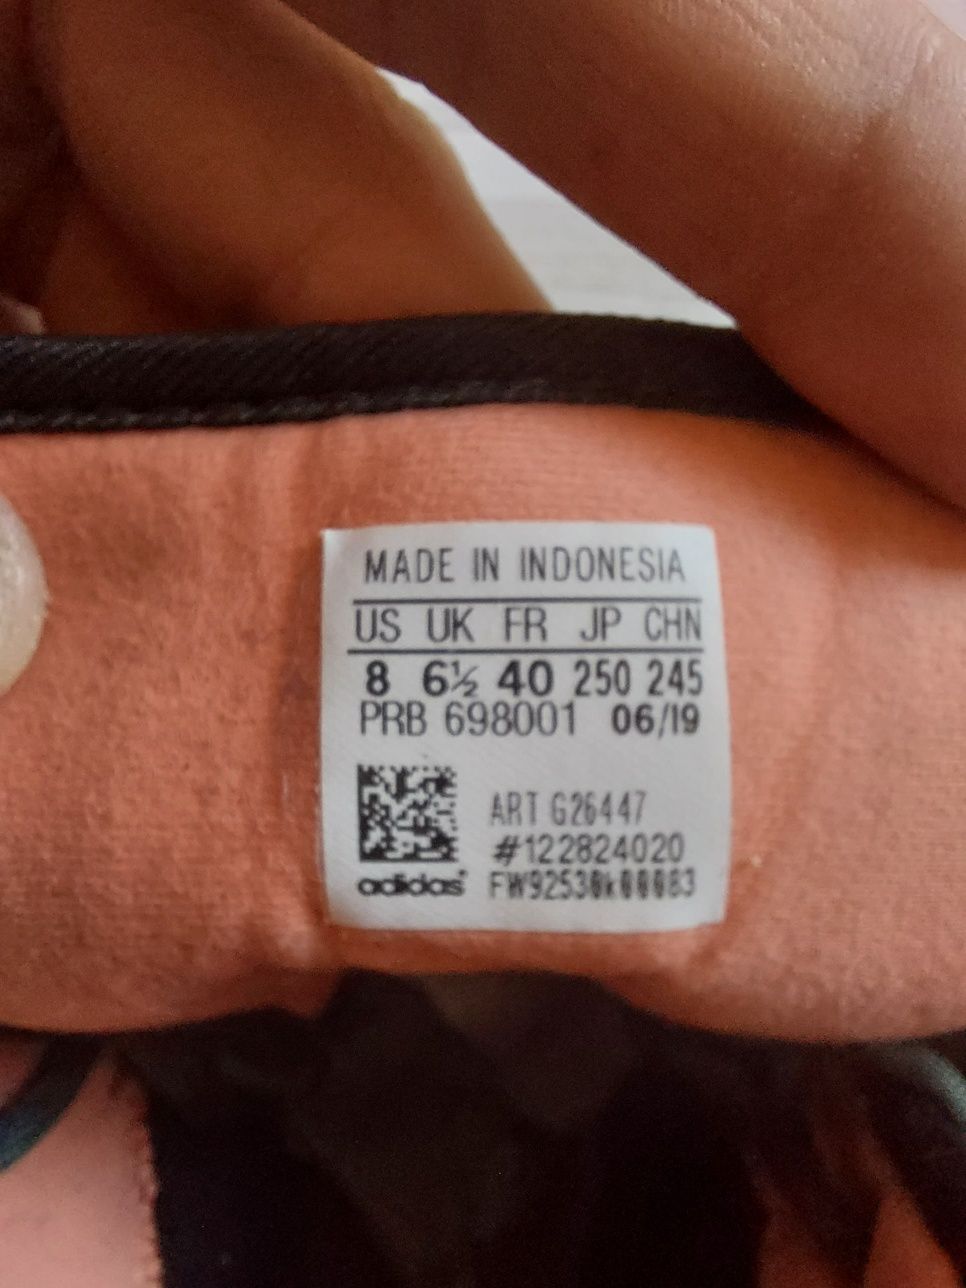 MADE IN INDONESIA
US UK FR JP CHN
8 6½ 40 250 245
PRB 698001 06/19
ART G26447
#122824020
adidas